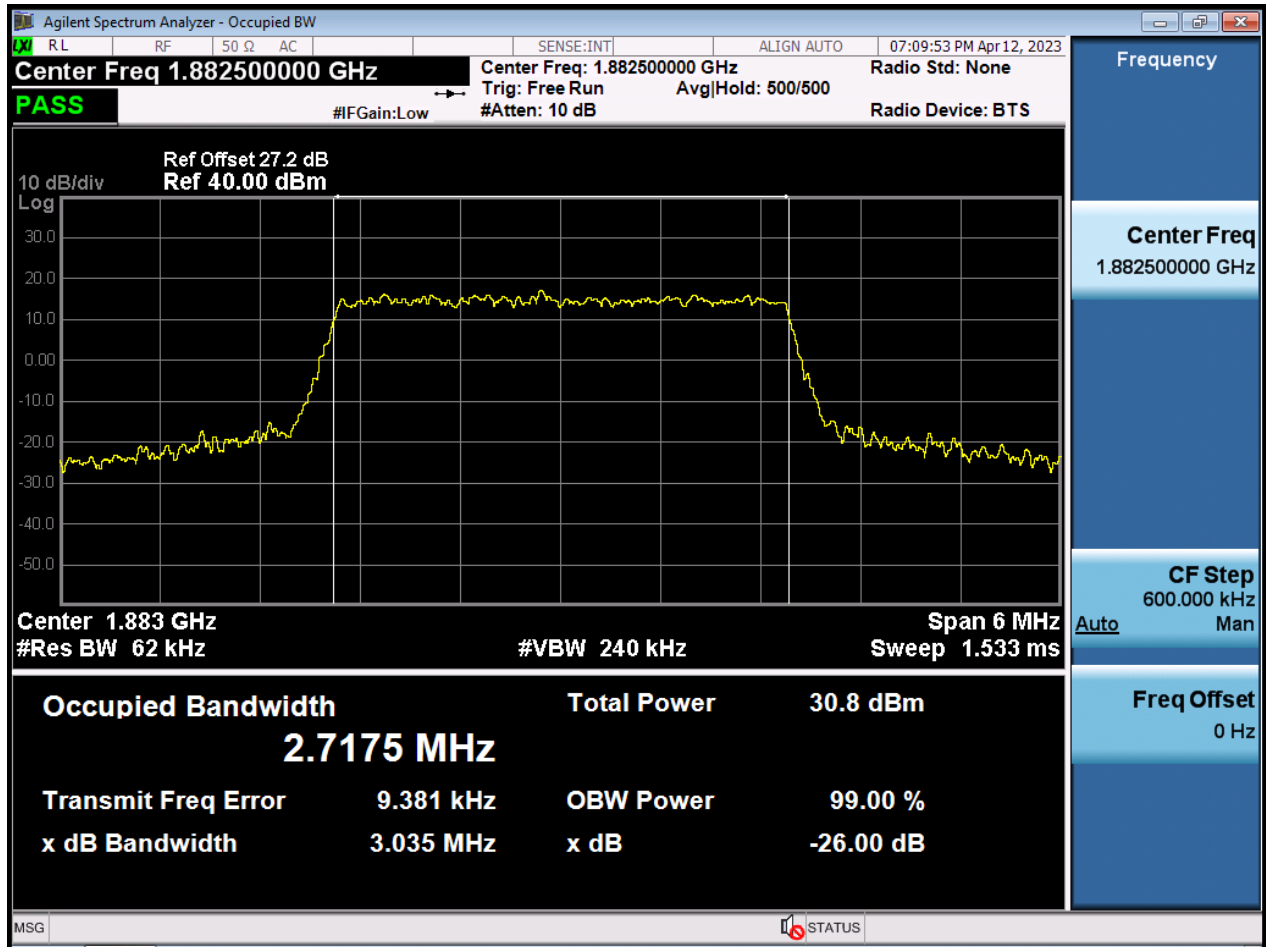 Agilent Spectrum Analyzer - Occupied BW
LXI RL RF 50 Ω AC SENSE:INT ALIGN AUTO 07:09:53 PM Apr 12, 2023
Center Freq 1.882500000 GHz
PASS
#IFGain:Low
Center Freq: 1.882500000 GHz
Trig: Free Run Avg|Hold: 500/500
#Atten: 10 dB
Radio Std: None
Radio Device: BTS
Ref Offset 27.2 dB
10 dB/div Ref 40.00 dBm
Log
30.0
20.0
10.0
0.00
-10.0
-20.0
-30.0
-40.0
-50.0
Center 1.883 GHz Span 6 MHz
#Res BW 62 kHz #VBW 240 kHz Sweep 1.533 ms
Occupied Bandwidth Total Power 30.8 dBm
2.7175 MHz
Transmit Freq Error 9.381 kHz OBW Power 99.00 %
x dB Bandwidth 3.035 MHz x dB -26.00 dB
MSG STATUS
Frequency
Center Freq
1.882500000 GHz
CF Step
600.000 kHz
Auto Man
Freq Offset
0 Hz